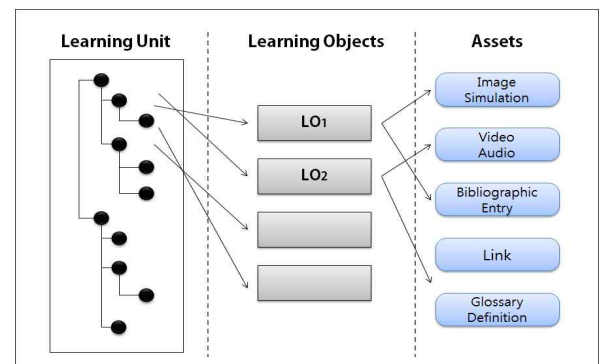 Learning Unit
Learning Objects
Assets
LO1
LO2
Image
Simulation
Video
Audio
Bibliographic
Entry
Link
Glossary
Definition